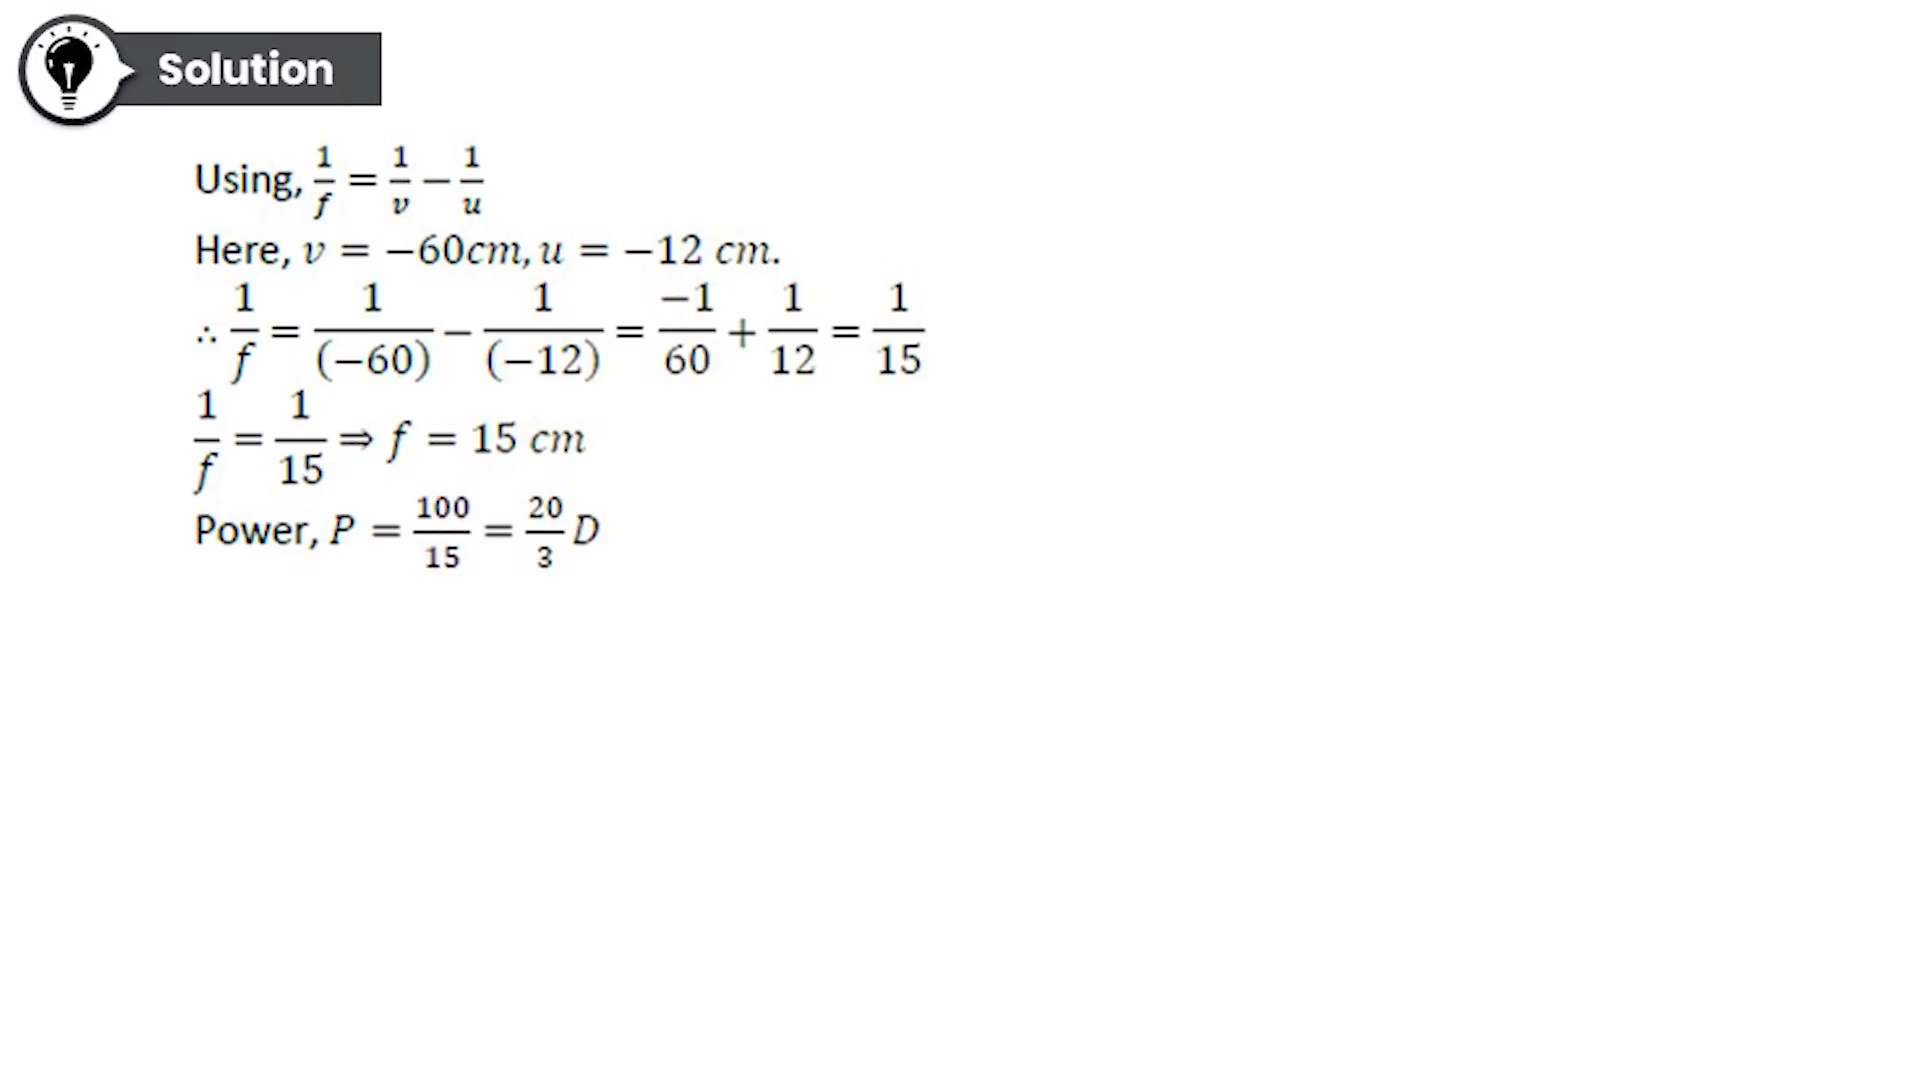 Solution
Using, 1/f = 1/v − 1/u
Here, v = −60cm, u = −12 cm.
∴ 1/f = 1/(−60) − 1/(−12) = −1/60 + 1/12 = 1/15
1/f = 1/15 ⇒ f = 15 cm
Power, P = 100/15 = 20/3 D